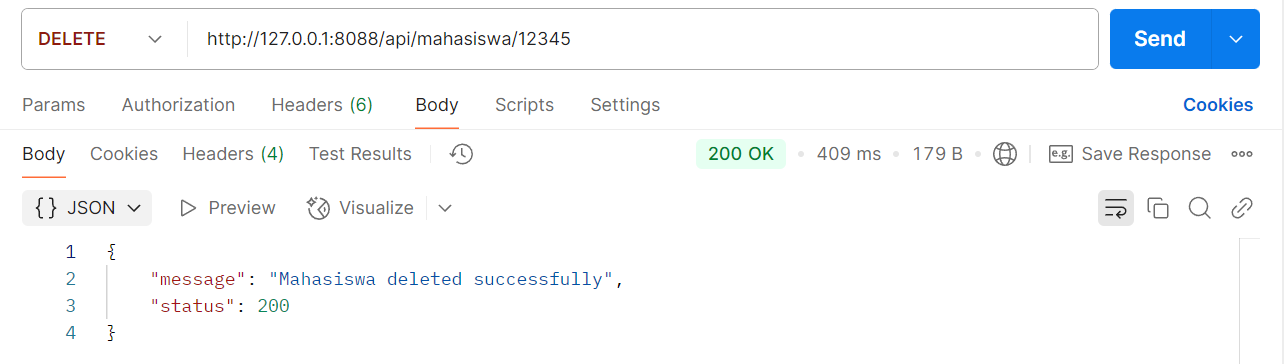 DELETE http://127.0.0.1:8088/api/mahasiswa/12345 Send
Params Authorization Headers (6) Body Scripts Settings Cookies
Body Cookies Headers (4) Test Results 200 OK • 409 ms • 179 B • e.g. Save Response
{} JSON Preview Visualize
1 {
2 "message": "Mahasiswa deleted successfully",
3 "status": 200
4 }